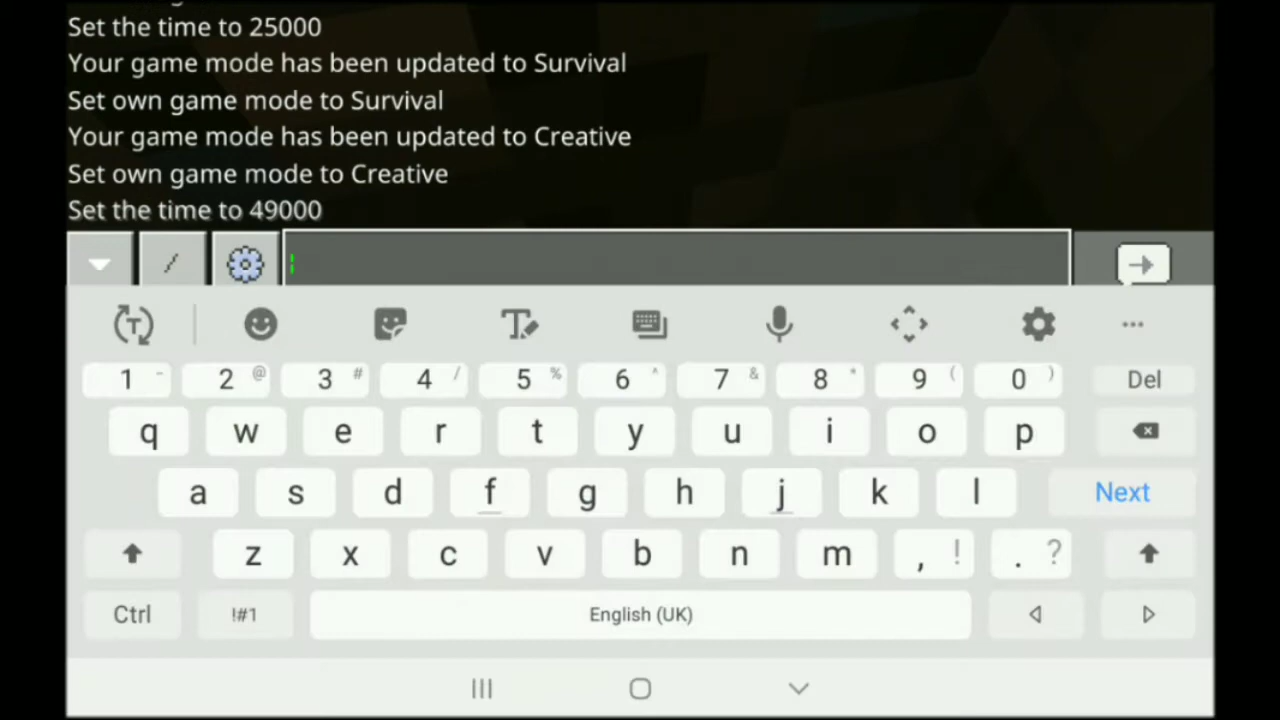 Set the time to 25000
Your game mode has been updated to Survival
Set own game mode to Survival
Your game mode has been updated to Creative
Set own game mode to Creative
Set the time to 49000
/
T T
1 - 2 @ 3 # 4 / 5 % 6 ^ 7 & 8 * 9 ( 0 ) Del
q w e r t y u i o p
a s d f g h j k l Next
z x c v b n m , ! . ?
Ctrl !#1 English (UK)